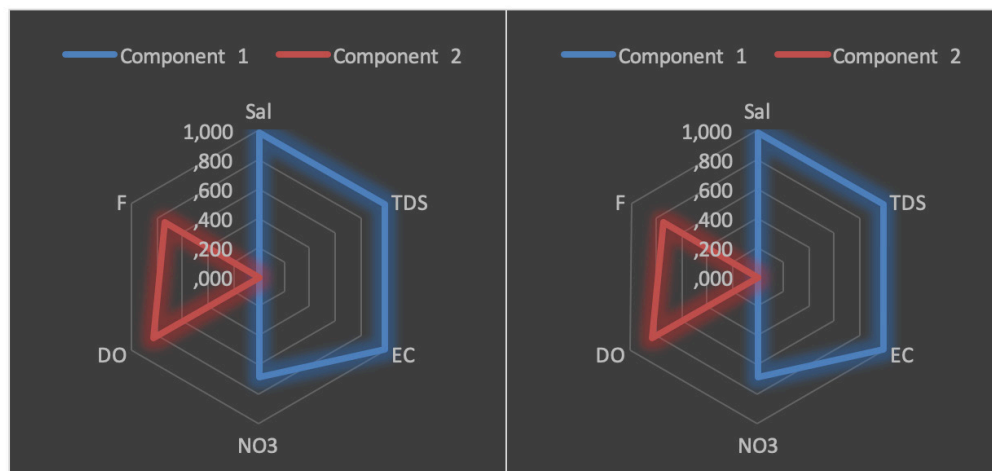 Component 1 Component 2
Sal
1,000
,800
F TDS
,600
,400
,200
,000
DO EC
NO3
Component 1 Component 2
Sal
1,000
,800
F TDS
,600
,400
,200
,000
DO EC
NO3